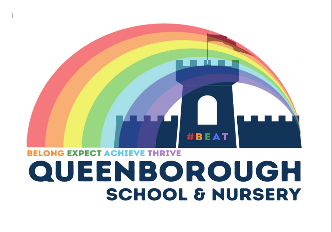 #BEAT
BELONG EXPECT ACHIEVE THRIVE
QUEENBOROUGH
SCHOOL & NURSERY